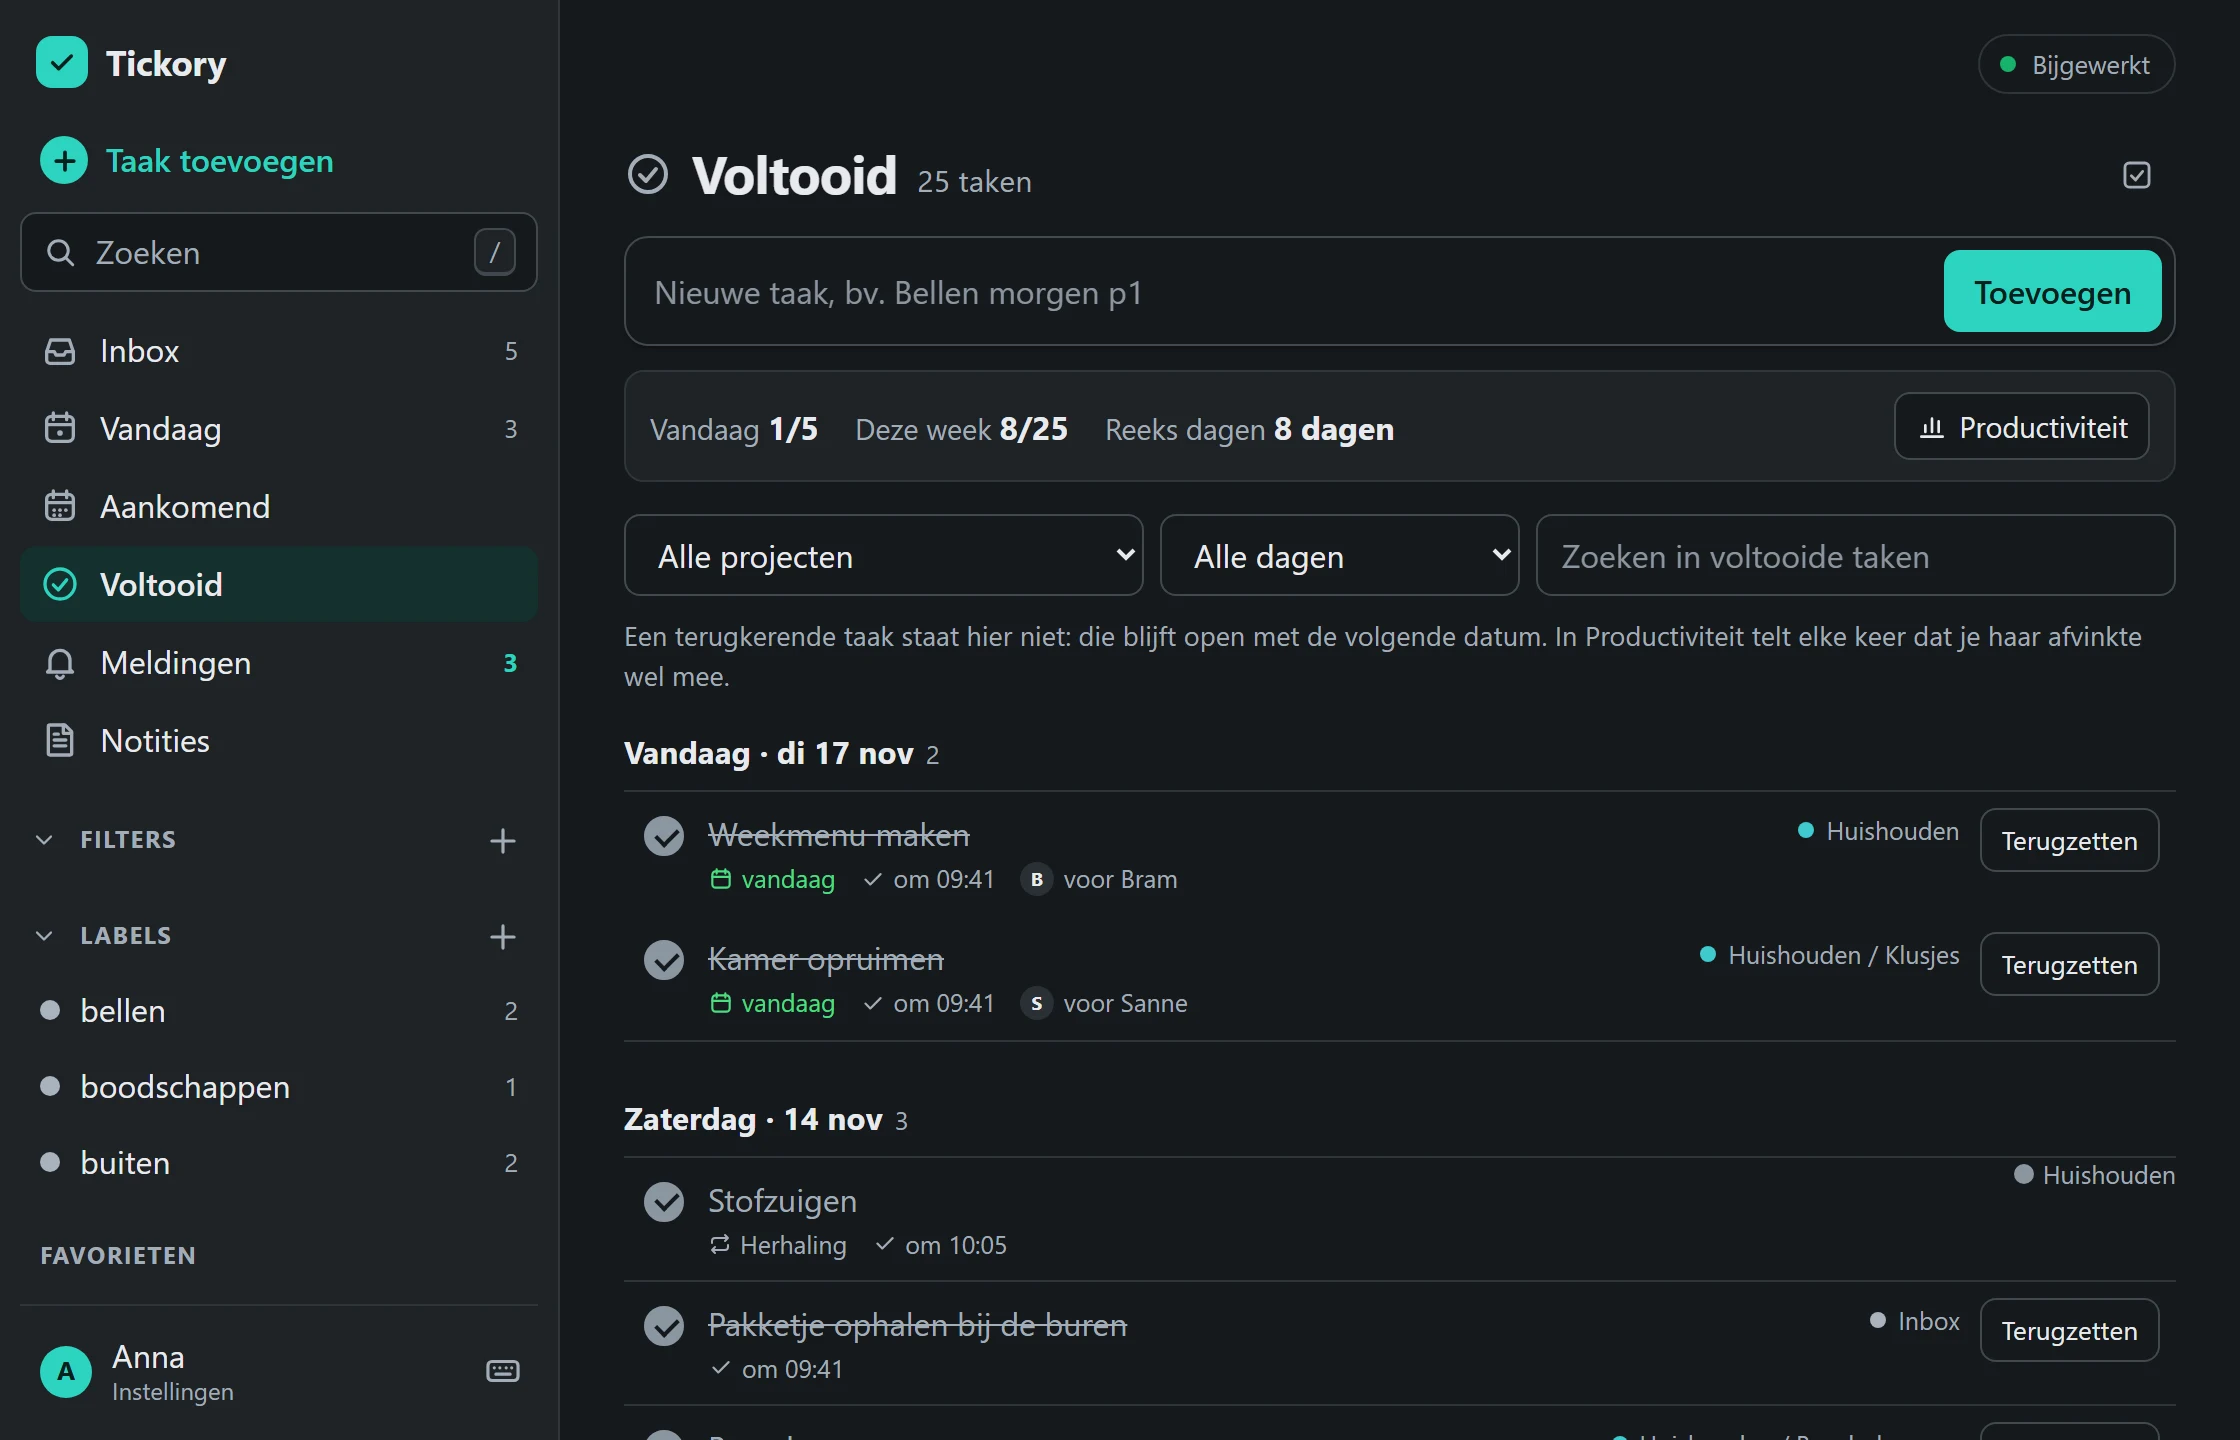 Tickory
Taak toevoegen
Zoeken /
Inbox 5
Vandaag 3
Aankomend
Voltooid
Meldingen 3
Notities
FILTERS
LABELS
bellen 2
boodschappen 1
buiten 2
FAVORIETEN
A Anna
Instellingen
Bijgewerkt
Voltooid 25 taken
Nieuwe taak, bv. Bellen morgen p1
Toevoegen
Vandaag 1/5 Deze week 8/25 Reeks dagen 8 dagen
Productiviteit
Alle projecten
Alle dagen
Zoeken in voltooide taken
Een terugkerende taak staat hier niet: die blijft open met de volgende datum. In Productiviteit telt elke keer dat je haar afvinkte
wel mee.
Vandaag · di 17 nov 2
Weekmenu maken
Huishouden
Terugzetten
vandaag om 09:41 B voor Bram
Kamer opruimen
Huishouden / Klusjes
Terugzetten
vandaag om 09:41 S voor Sanne
Zaterdag · 14 nov 3
Stofzuigen
Huishouden
Herhaling om 10:05
Pakketje ophalen bij de buren
Inbox
Terugzetten
om 09:41